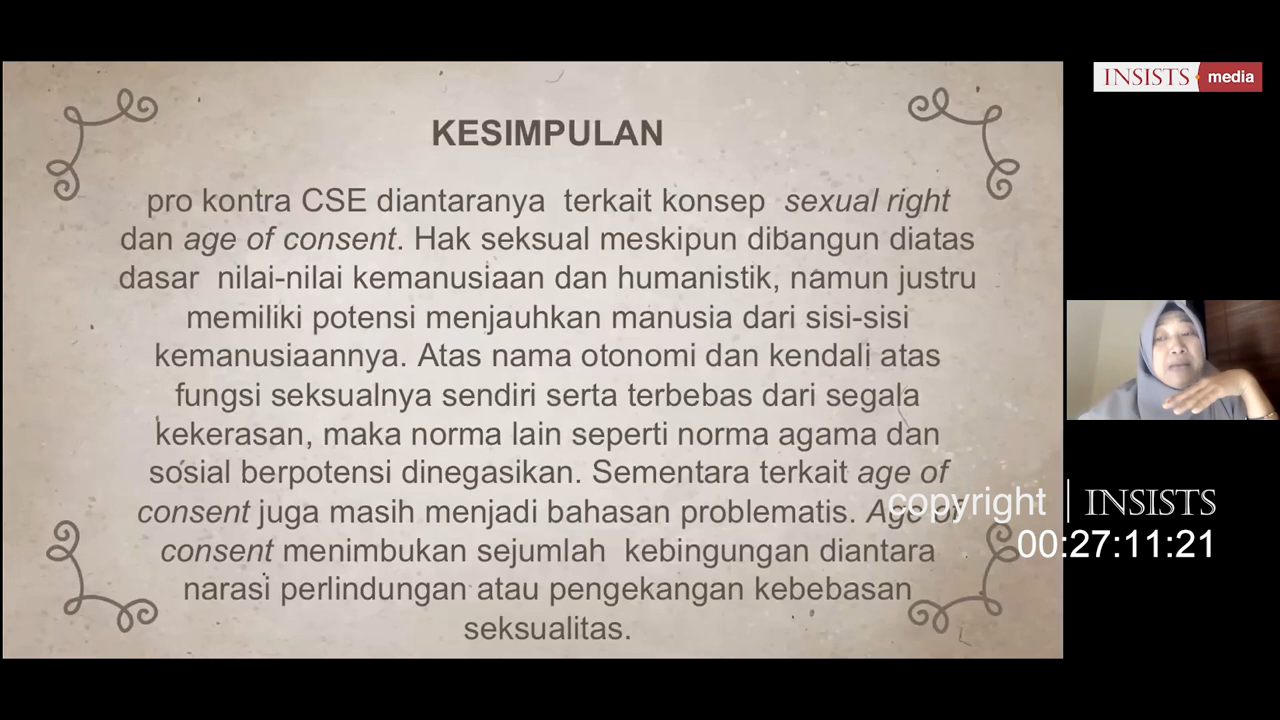 INSISTS media
KESIMPULAN
pro kontra CSE diantaranya terkait konsep sexual right
dan age of consent. Hak seksual meskipun dibangun diatas
dasar nilai-nilai kemanusiaan dan humanistik, namun justru
memiliki potensi menjauhkan manusia dari sisi-sisi
kemanusiaannya. Atas nama otonomi dan kendali atas
fungsi seksualnya sendiri serta terbebas dari segala
kekerasan, maka norma lain seperti norma agama dan
sosial berpotensi dinegasikan. Sementara terkait age of
consent juga masih menjadi bahasan problematis. Age of
consent menimbukan sejumlah kebingungan diantara
narasi perlindungan atau pengekangan kebebasan
seksualitas.
copyright | INSISTS
00:27:11:21